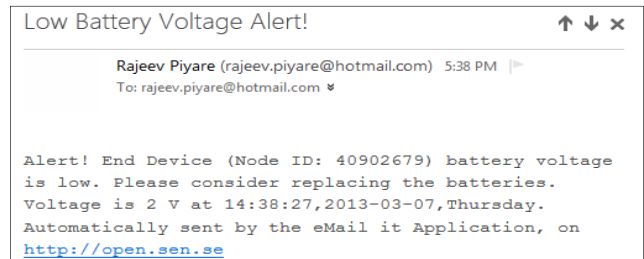 Low Battery Voltage Alert!
Rajeev Piyare (rajeev.piyare@hotmail.com) 5:38 PM
To: rajeev.piyare@hotmail.com
Alert! End Device (Node ID: 40902679) battery voltage
is low. Please consider replacing the batteries.
Voltage is 2 V at 14:38:27,2013-03-07,Thursday.
Automatically sent by the eMail it Application, on
http://open.sen.se